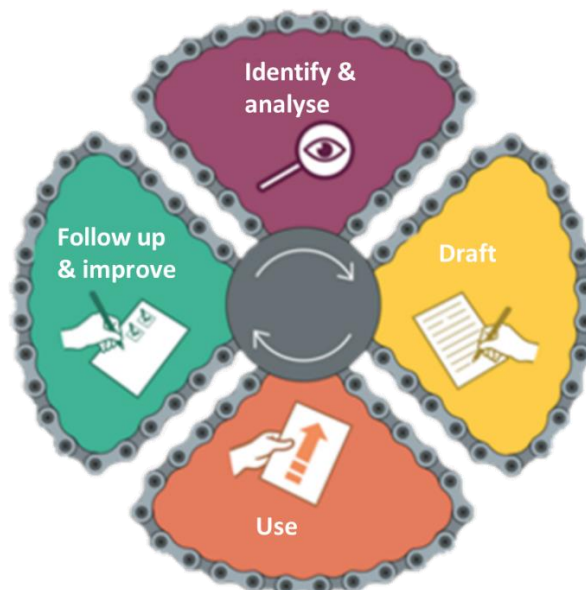 Identify &
analyse
Draft
Use
Follow up
& improve